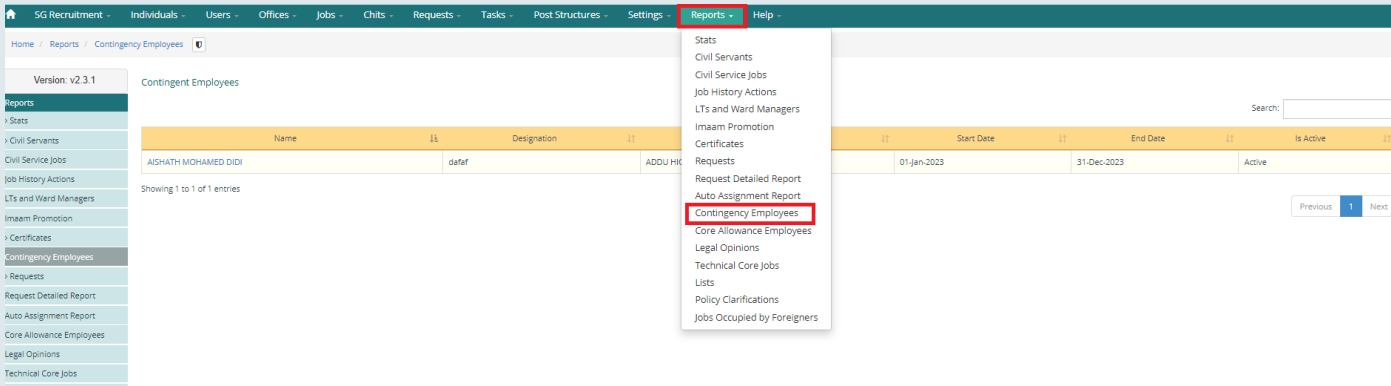 SG Recruitment Individuals Users Offices Jobs Chits Requests Tasks Post Structures Settings Reports Help
Home / Reports / Contingency Employees
Version: v2.3.1
Reports
› Stats
› Civil Servants
Civil Service Jobs
Job History Actions
LTs and Ward Managers
Imaam Promotion
› Certificates
Contingency Employees
› Requests
Request Detailed Report
Auto Assignment Report
Core Allowance Employees
Legal Opinions
Technical Core Jobs
Contingent Employees
Search:
Name Designation Start Date End Date Is Active
AISHATH MOHAMED DIDI dafaf ADDU 01-Jan-2023 31-Dec-2023 Active
Showing 1 to 1 of 1 entries
Previous 1 Next
Stats
Civil Servants
Civil Service Jobs
Job History Actions
LTs and Ward Managers
Imaam Promotion
Certificates
Requests
Request Detailed Report
Auto Assignment Report
Contingency Employees
Core Allowance Employees
Legal Opinions
Technical Core Jobs
Lists
Policy Clarifications
Jobs Occupied by Foreigners